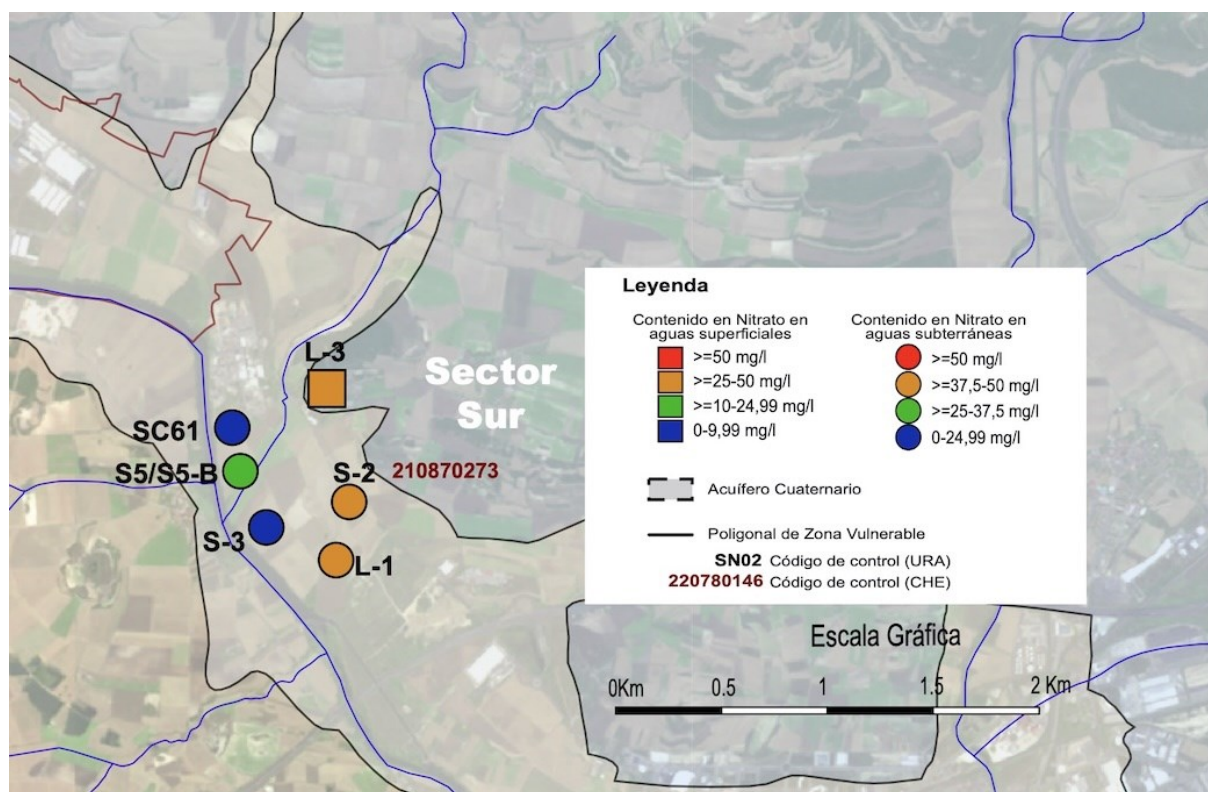 L-3
Sector
Sur
SC61
S5/S5-B
S-2 210870273
S-3
L-1
Leyenda
Contenido en Nitrato en
aguas superficiales
>=50 mg/l
>=25-50 mg/l
>=10-24,99 mg/l
0-9,99 mg/l
Contenido en Nitrato en
aguas subterráneas
>=50 mg/l
>=37,5-50 mg/l
>=25-37,5 mg/l
0-24,99 mg/l
Acuífero Cuaternario
Poligonal de Zona Vulnerable
SN02 Código de control (URA)
220780146 Código de control (CHE)
Escala Gráfica
0Km 0.5 1 1.5 2 Km